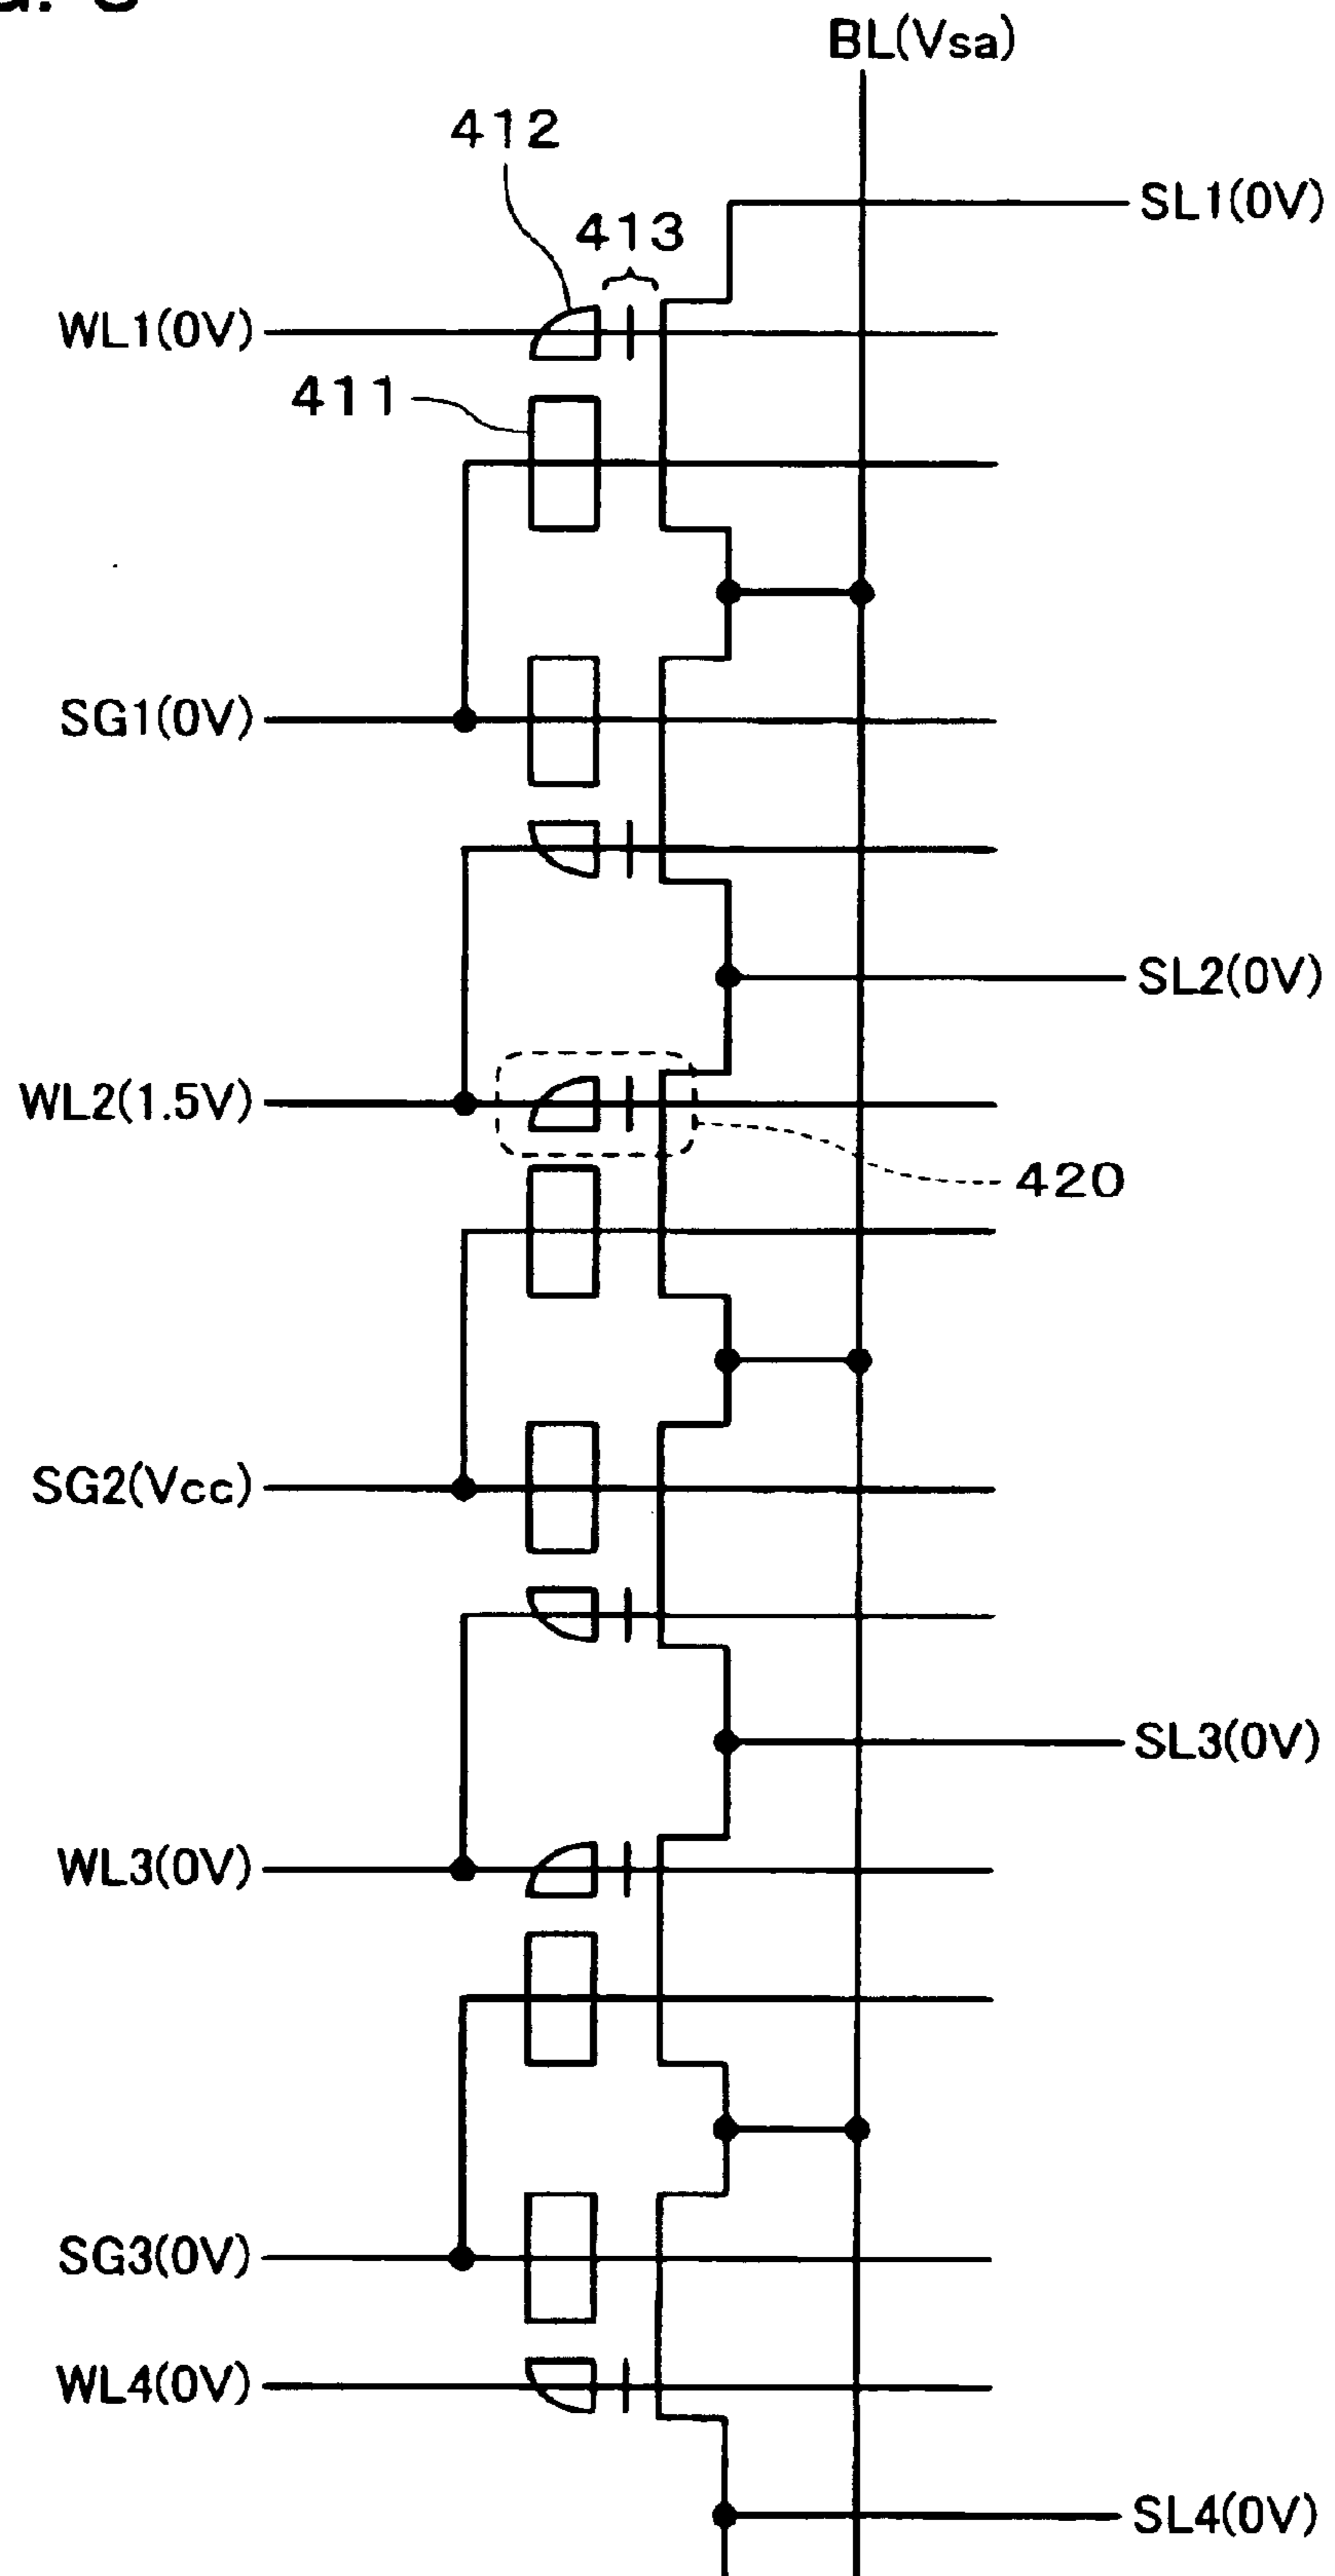 BL(Vsa)
412
SL1(0V)
413
WL1(0V)
411
SG1(0V)
SL2(0V)
WL2(1.5V)
420
SG2(Vcc)
SL3(0V)
WL3(0V)
SG3(0V)
WL4(0V)
SL4(0V)